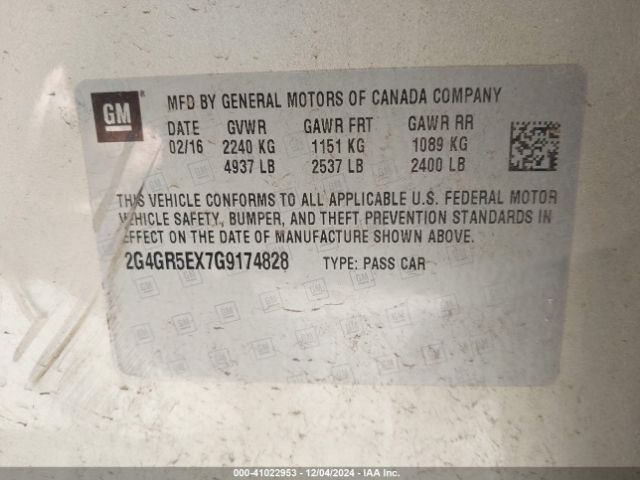 GM
MFD BY GENERAL MOTORS OF CANADA COMPANY
DATE GVWR GAWR FRT GAWR RR
02/16 2240 KG 1151 KG 1089 KG
4937 LB 2537 LB 2400 LB
THIS VEHICLE CONFORMS TO ALL APPLICABLE U.S. FEDERAL MOTOR
VEHICLE SAFETY, BUMPER, AND THEFT PREVENTION STANDARDS IN
EFFECT ON THE DATE OF MANUFACTURE SHOWN ABOVE.
2G4GR5EX7G9174828 TYPE: PASS CAR
000-41022953 - 12/04/2024 - IAA Inc.